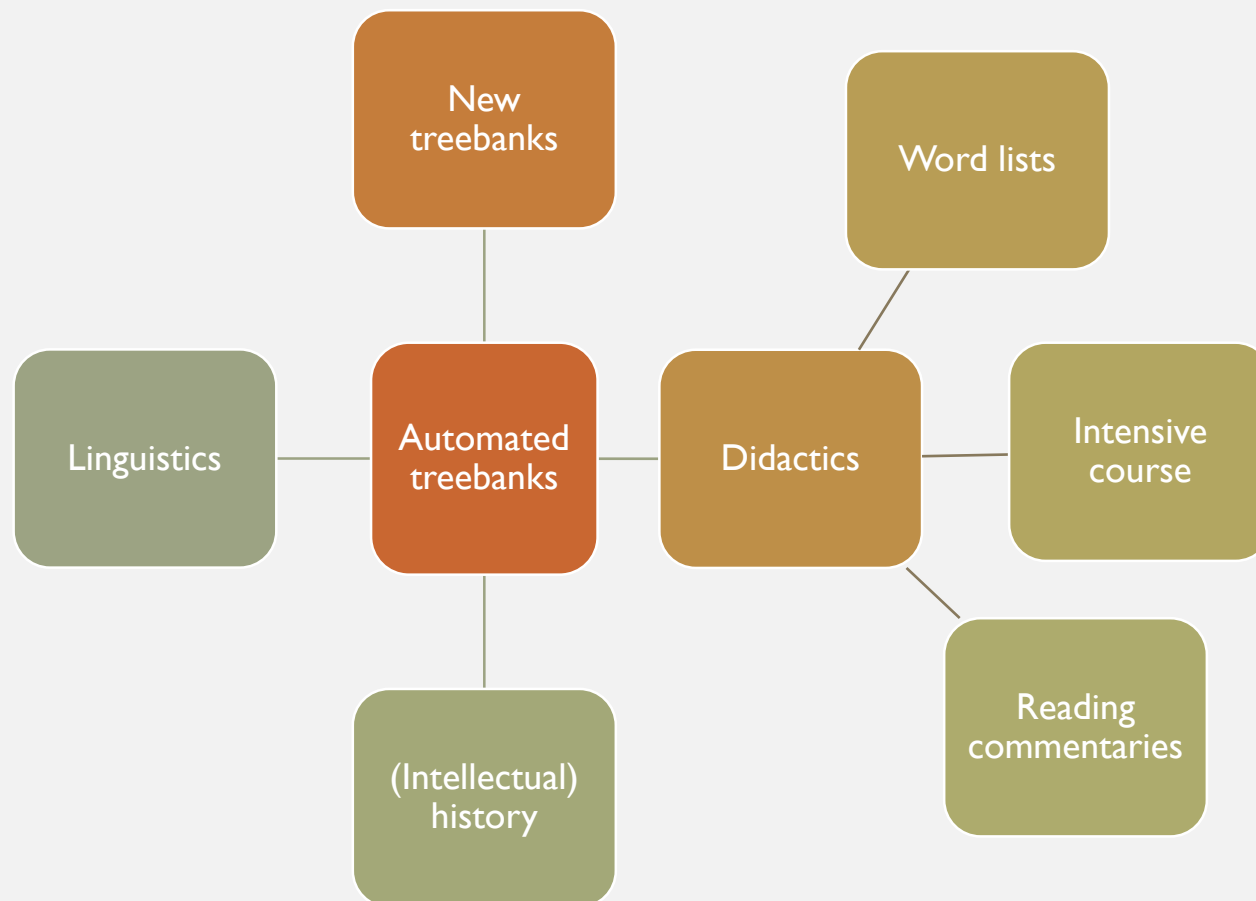 New
treebanks
Word lists
Linguistics
Automated
treebanks
Didactics
Intensive
course
Reading
commentaries
(Intellectual)
history